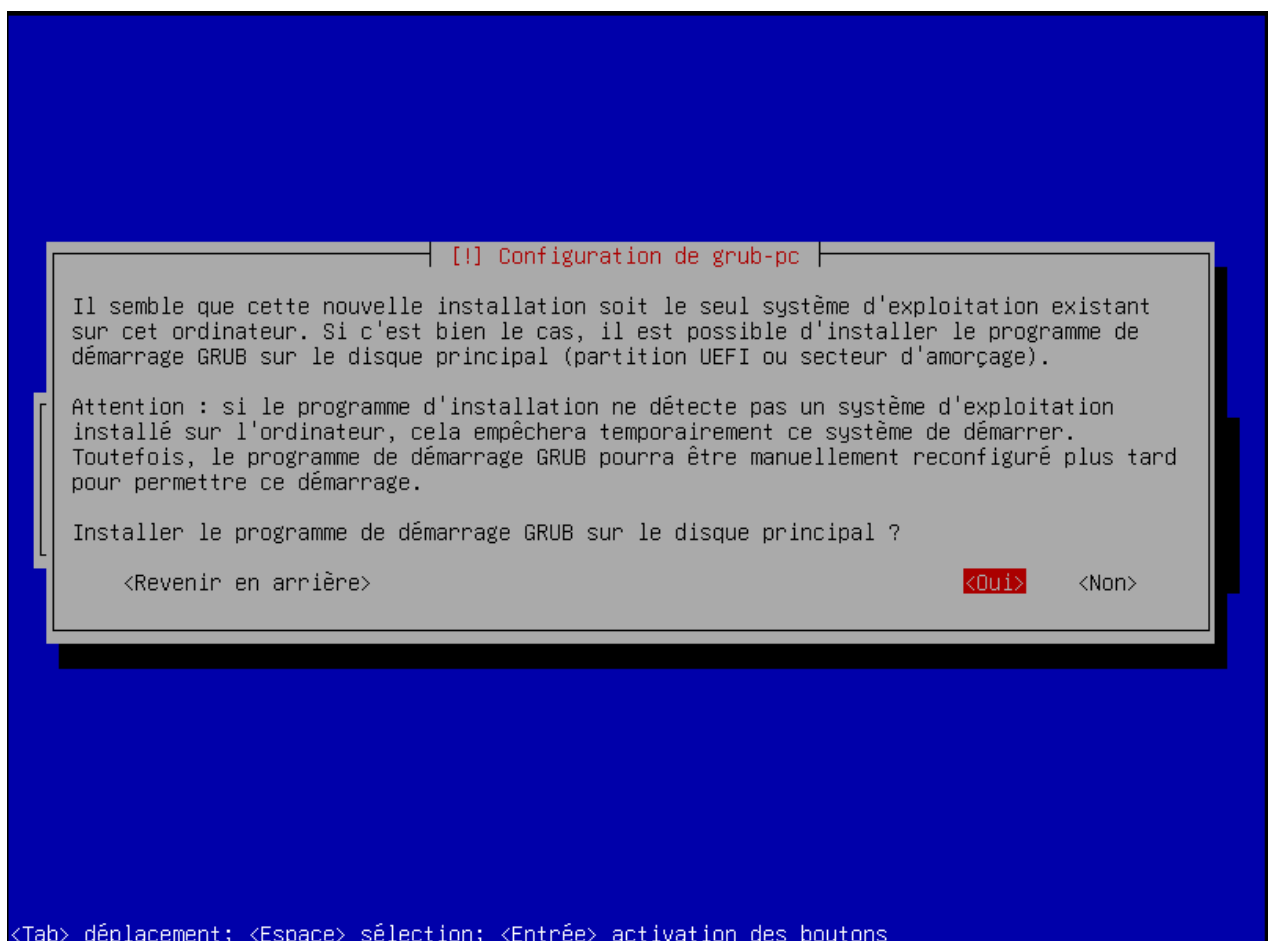 [!] Configuration de grub-pc
Il semble que cette nouvelle installation soit le seul système d'exploitation existant
sur cet ordinateur. Si c'est bien le cas, il est possible d'installer le programme de
démarrage GRUB sur le disque principal (partition UEFI ou secteur d'amorçage).
Attention : si le programme d'installation ne détecte pas un système d'exploitation
installé sur l'ordinateur, cela empêchera temporairement ce système de démarrer.
Toutefois, le programme de démarrage GRUB pourra être manuellement reconfiguré plus tard
pour permettre ce démarrage.
Installer le programme de démarrage GRUB sur le disque principal ?
<Revenir en arrière> <Oui> <Non>
<Tab> déplacement; <Espace> sélection; <Entrée> activation des boutons